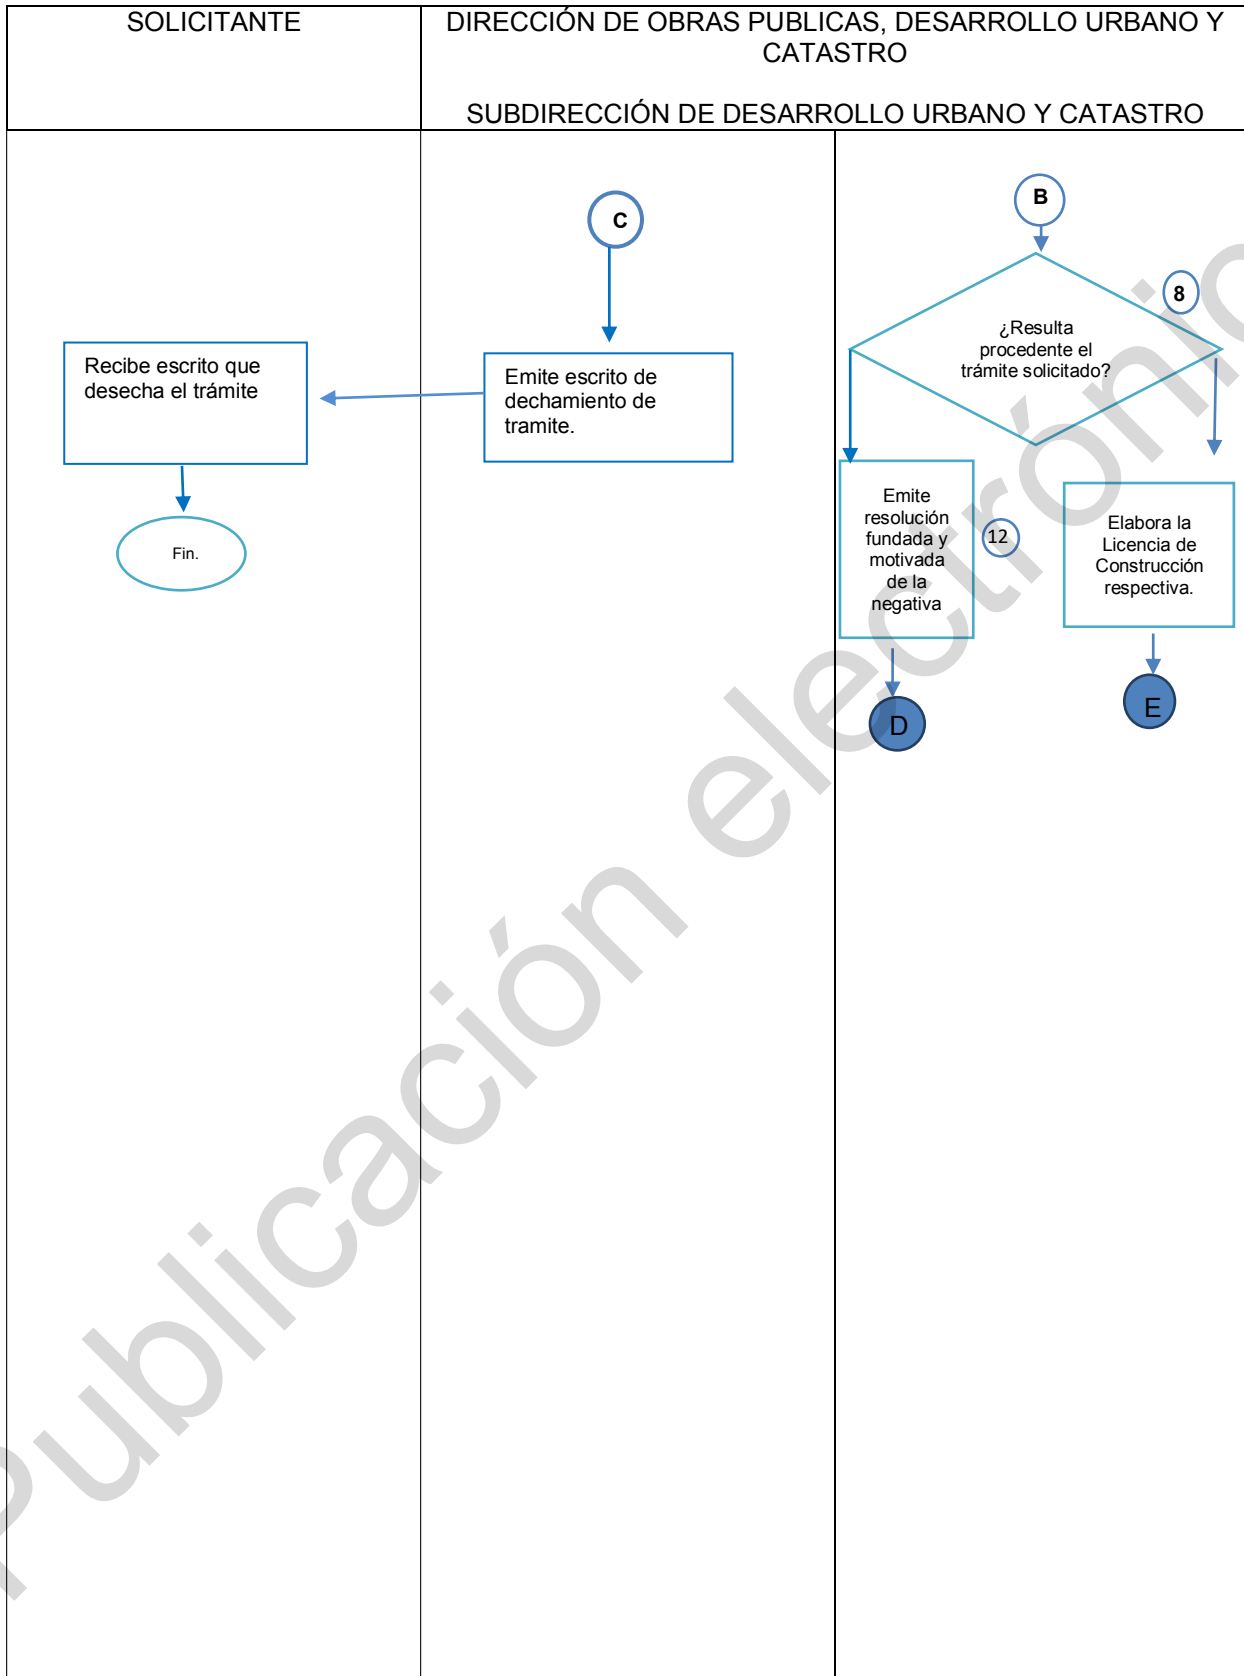 SOLICITANTE
DIRECCIÓN DE OBRAS PUBLICAS, DESARROLLO URBANO Y
CATASTRO
SUBDIRECCIÓN DE DESARROLLO URBANO Y CATASTRO
C
Recibe escrito que
desecha el trámite
Emite escrito de
dechamiento de
tramite.
Fin.
B
8
¿Resulta
procedente el
trámite solicitado?
Emite
resolución
fundada y
motivada
de la
negativa
12
Elabora la
Licencia de
Construcción
respectiva.
D
E
Publicación electrónic